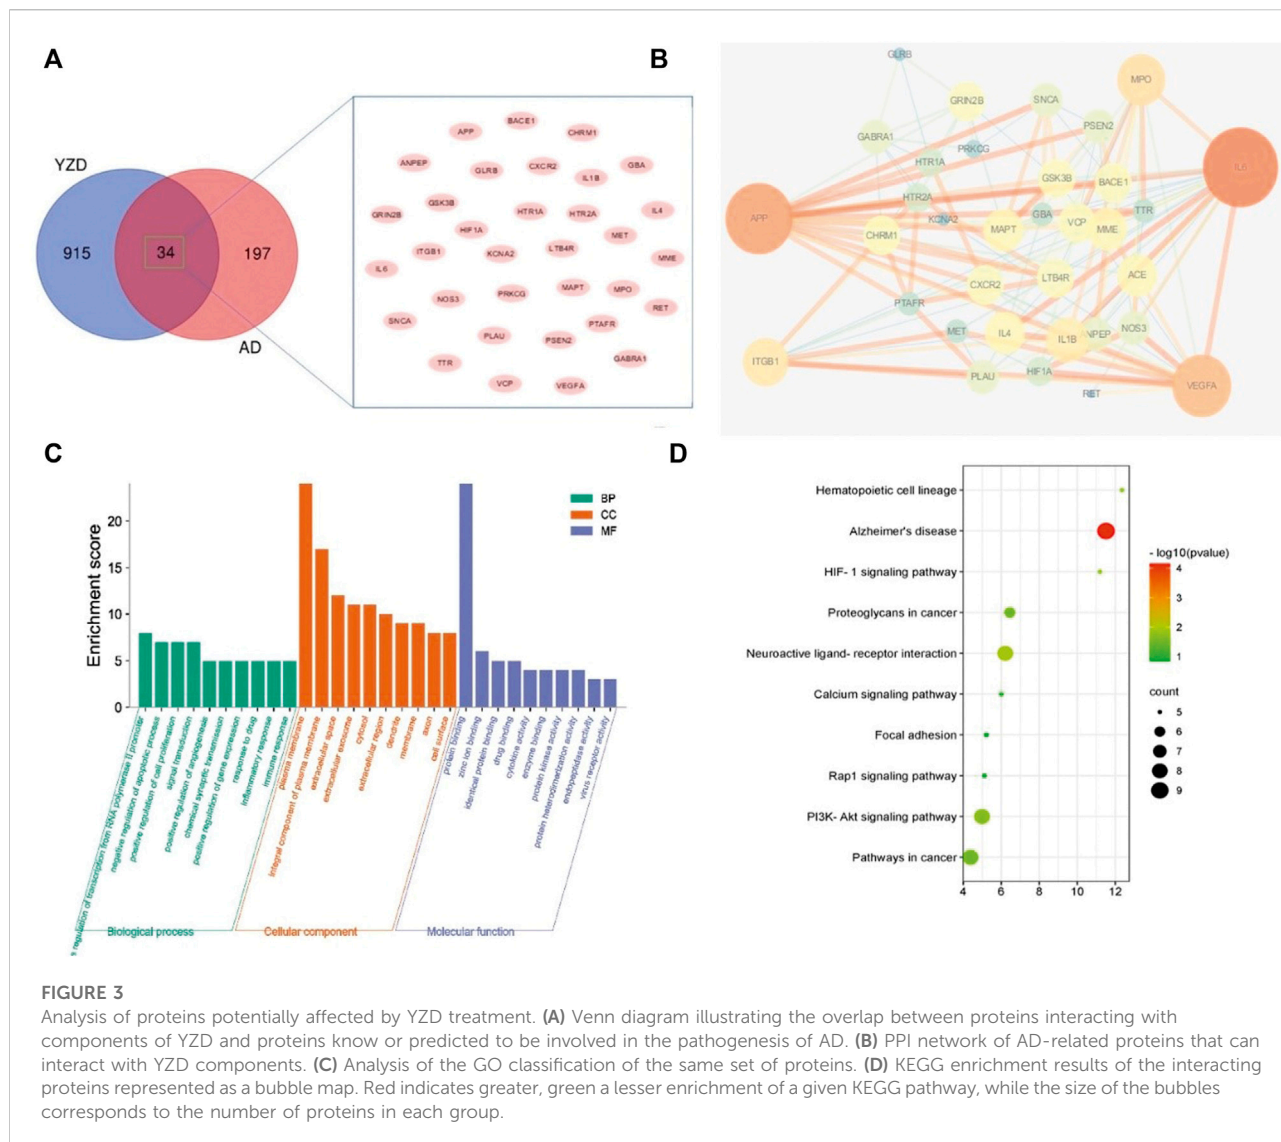 A
YZD
915
34
197
AD
APP
BACE1
CHRM1
ANPEP
GLRB
CXCR2
IL1B
GBA
GRIN2B
GSK3B
HTR1A
HTR2A
IL4
HIF1A
MET
ITGB1
KCNA2
LTB4R
MME
IL6
NOS3
PRKCG
MAPT
MPO
RET
SNCA
PLAU
PSEN2
PTAFR
TTR
GABRA1
VCP
VEGFA
B
GLRB
MPO
GRIN2B
SNCA
GABRA1
PSEN2
PRKCG
HTR1A
IL6
GSK3B
BACE1
HTR2A
APP
KCNA2
GBA
TTR
CHRM1
MAPT
VCP
MME
CXCR2
LTB4R
ACE
PTAFR
MET
IL4
IL1B
ANPEP
NOS3
ITGB1
PLAU
HIF1A
VEGFA
RET
C
Enrichment score
20
15
10
5
0
BP
CC
MF
regulation of transcription from RNA polymerase II promoter
negative regulation of apoptotic process
positive regulation of cell proliferation
signal transduction
positive regulation of angiogenesis
chemical synaptic transmission
positive regulation of gene expression
response to drug
inflammatory response
immune response
plasma membrane
integral component of plasma membrane
extracellular space
extracellular exosome
cytosol
extracellular region
dendrite
membrane
axon
cell surface
protein binding
zinc ion binding
identical protein binding
drug binding
cytokine activity
enzyme binding
protein kinase activity
protein heterodimerization activity
endopeptidase activity
virus receptor activity
Biological process
Cellular component
Molecular function
D
Hematopoietic cell lineage
Alzheimer's disease
HIF- 1 signaling pathway
Proteoglycans in cancer
Neuroactive ligand- receptor interaction
Calcium signaling pathway
Focal adhesion
Rap1 signaling pathway
PI3K- Akt signaling pathway
Pathways in cancer
4 6 8 10 12
- log10(pvalue)
4
3
2
1
count
5
6
7
8
9
FIGURE 3
Analysis of proteins potentially affected by YZD treatment. (A) Venn diagram illustrating the overlap between proteins interacting with
components of YZD and proteins know or predicted to be involved in the pathogenesis of AD. (B) PPI network of AD-related proteins that can
interact with YZD components. (C) Analysis of the GO classification of the same set of proteins. (D) KEGG enrichment results of the interacting
proteins represented as a bubble map. Red indicates greater, green a lesser enrichment of a given KEGG pathway, while the size of the bubbles
corresponds to the number of proteins in each group.